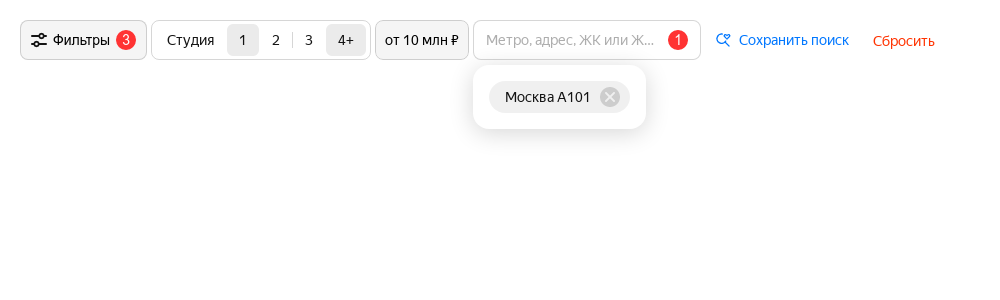 Фильтры 3 Студия 1 2 3 4+ от 10 млн ₽ Метро, адрес, ЖК или Ж... 1 Сохранить поиск Сбросить
Москва А101